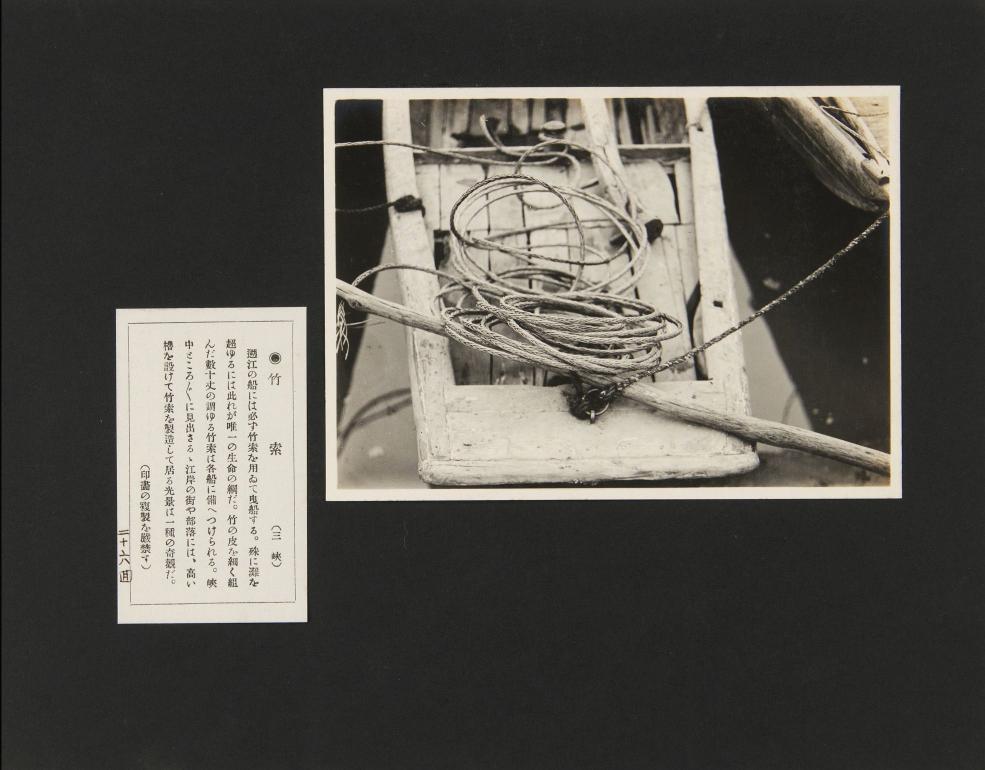 ◉竹索 （三峽）
遡江の船には必ず竹索を用ゐて曳船する。殊に灘を
超ゆるには此れが唯一の生命の綱だ。竹の皮を細く組
んだ數十丈の謂ゆる竹索は各船に備へつけられる。峽
中ところ〴〵に見出さるゝ江岸の街や部落には、高い
櫓を設けて竹索を製造して居る光景は一種の奇觀だ。
（印畫の複製を嚴禁す）
二十六